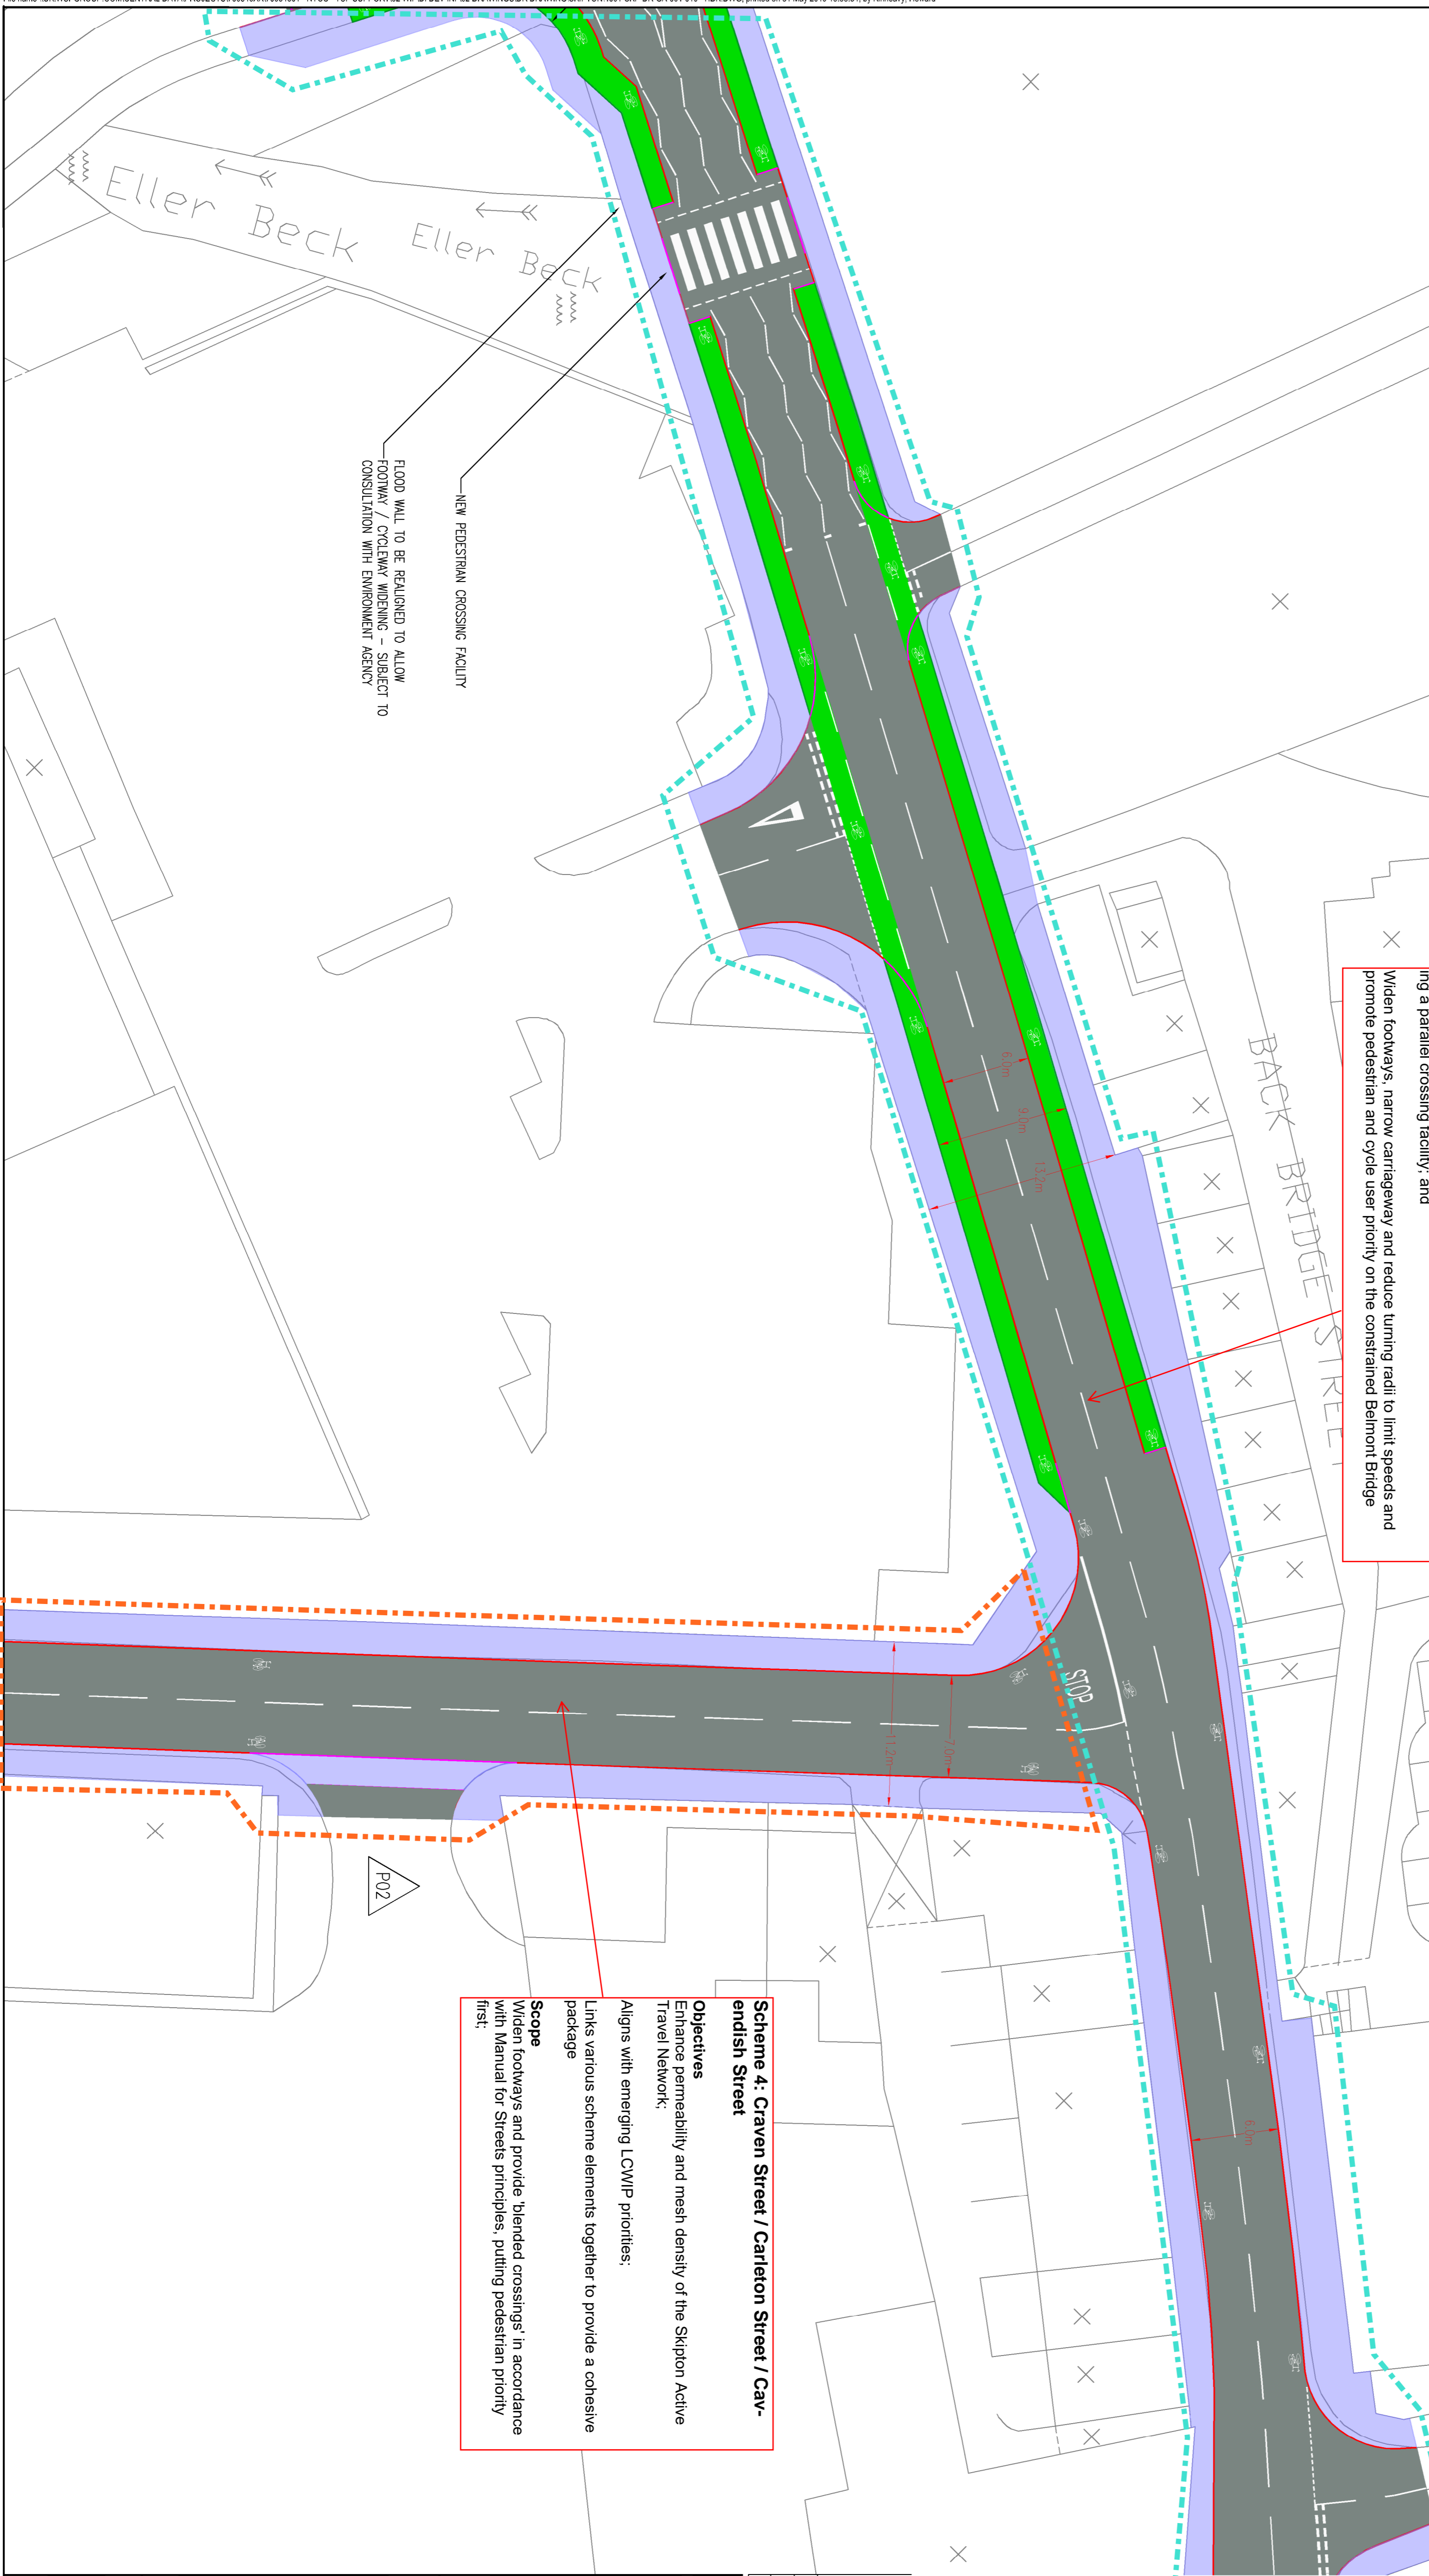 Eller Beck
Eller Beck
FLOOD WALL TO BE REALIGNED TO ALLOW
FOOTWAY / CYCLEWAY WIDENING - SUBJECT TO
CONSULTATION WITH ENVIRONMENT AGENCY
NEW PEDESTRIAN CROSSING FACILITY
ing a parallel crossing facility; and
Widen footways, narrow carriageway and reduce turning radii to limit speeds and
promote pedestrian and cycle user priority on the constrained Belmont Bridge
BACK BRIDGE
6.0m
9.0m
13.2m
STOP
11.2m
7.0m
P02
6.0m
Scheme 4: Craven Street / Carleton Street / Cav-
endish Street
Objectives
Enhance permeability and mesh density of the Skipton Active
Travel Network;
Aligns with emerging LCWIP priorities;
Links various scheme elements together to provide a cohesive
package
Scope
Widen footways and provide 'blended crossings' in accordance
with Manual for Streets principles, putting pedestrian priority
first;